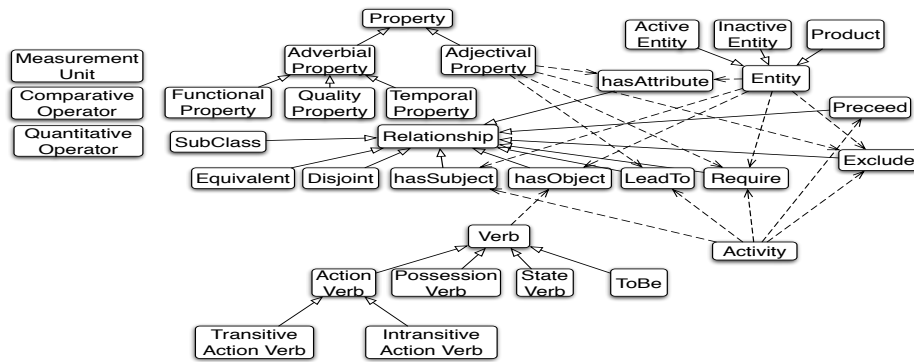 Property
Active
Entity
Inactive
Entity
Product
Adverbial
Property
Adjectival
Property
Measurement
Unit
hasAttribute
Entity
Comparative
Operator
Functional
Property
Quality
Property
Temporal
Property
Preceed
Quantitative
Operator
SubClass
Relationship
Exclude
Equivalent
Disjoint
hasSubject
hasObject
LeadTo
Require
Verb
Activity
Action
Verb
Possession
Verb
State
Verb
ToBe
Transitive
Action Verb
Intransitive
Action Verb